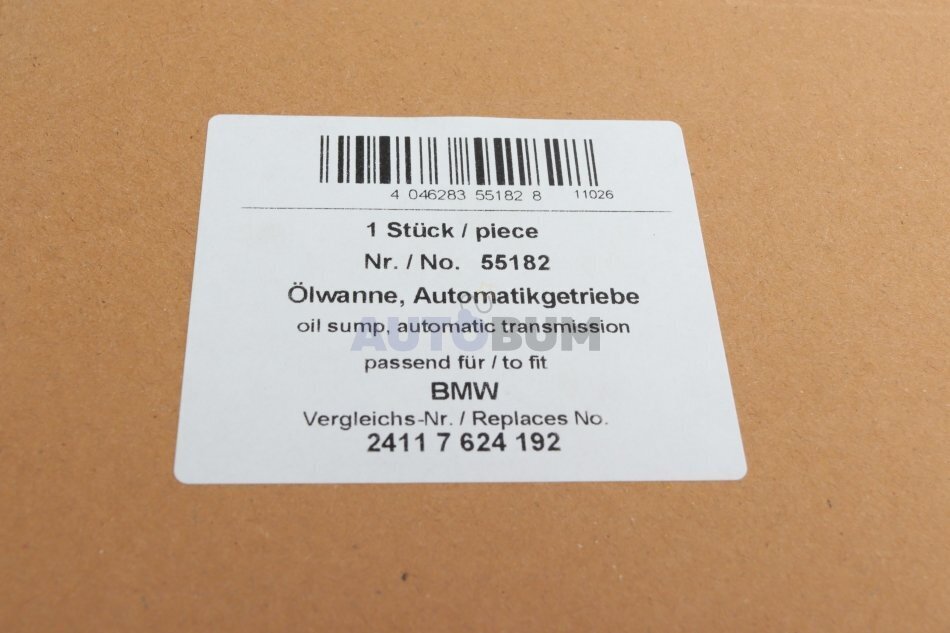 4 046283 55182 8 11026
1 Stück / piece
Nr. / No. 55182
Ölwanne, Automatikgetriebe
oil sump, automatic transmission
AUTOBUM
passend für / to fit
BMW
Vergleichs-Nr. / Replaces No.
2411 7 624 192